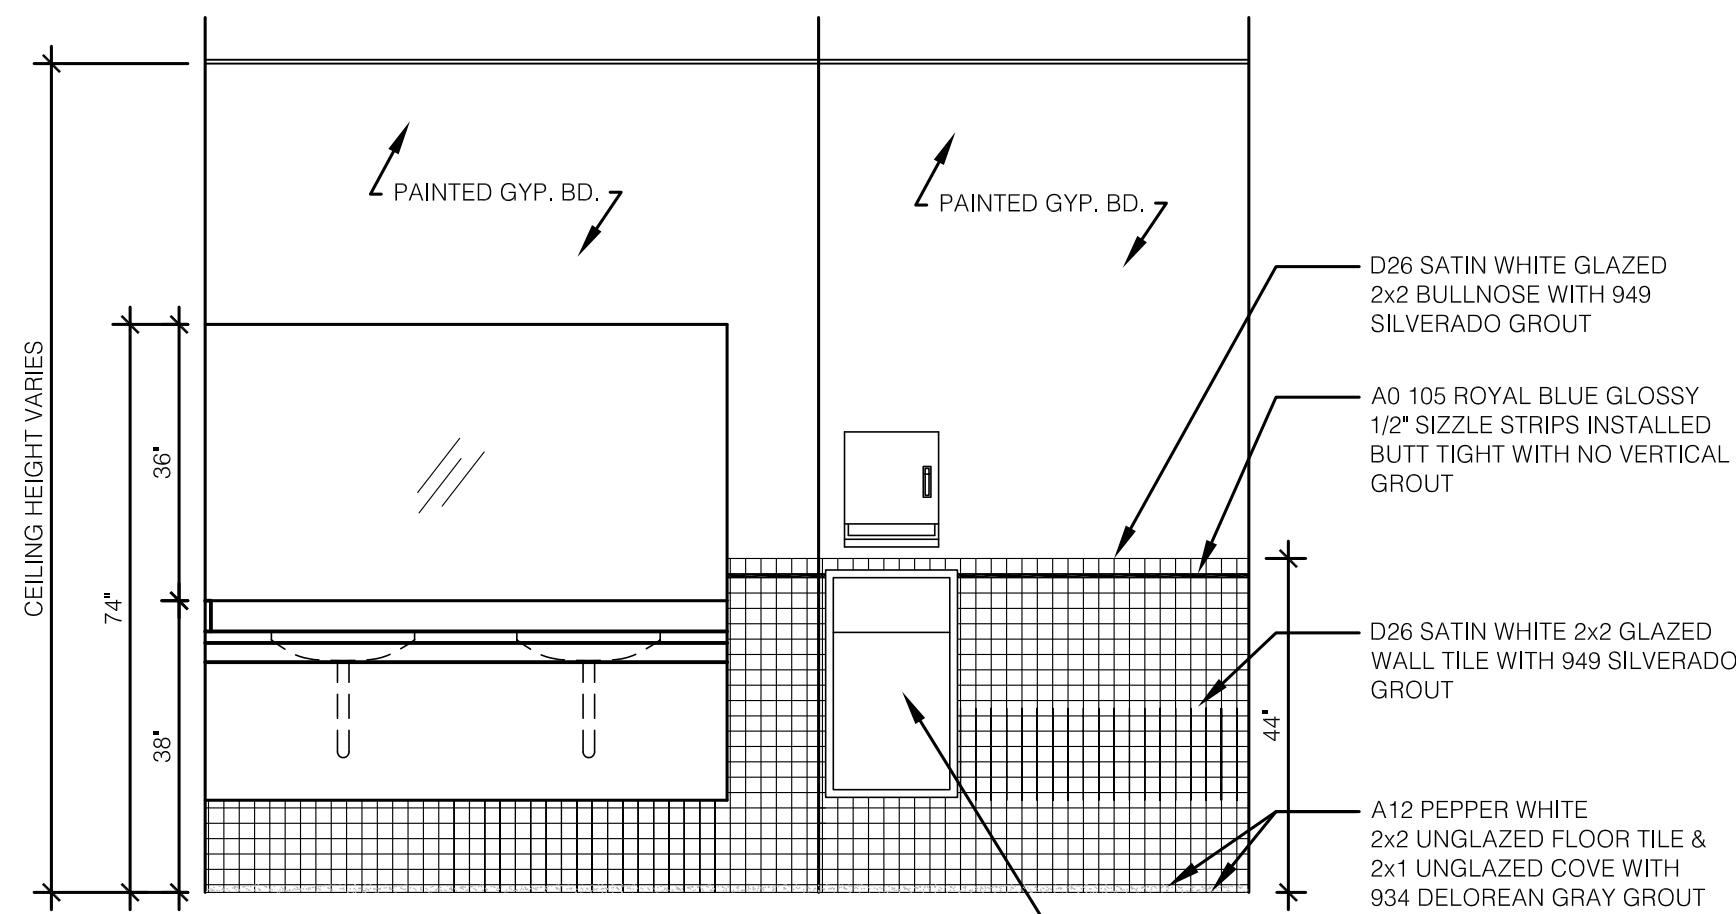 PAINTED GYP. BD.
PAINTED GYP. BD.
D26 SATIN WHITE GLAZED
2x2 BULLNOSE WITH 949
SILVERADO GROUT
A0 105 ROYAL BLUE GLOSSY
1/2" SIZZLE STRIPS INSTALLED
BUTT TIGHT WITH NO VERTICAL
GROUT
D26 SATIN WHITE 2x2 GLAZED
WALL TILE WITH 949 SILVERADO
GROUT
A12 PEPPER WHITE
2x2 UNGLAZED FLOOR TILE &
2x1 UNGLAZED COVE WITH
934 DELOREAN GRAY GROUT
CEILING HEIGHT VARIES
74"
36"
38"
44"